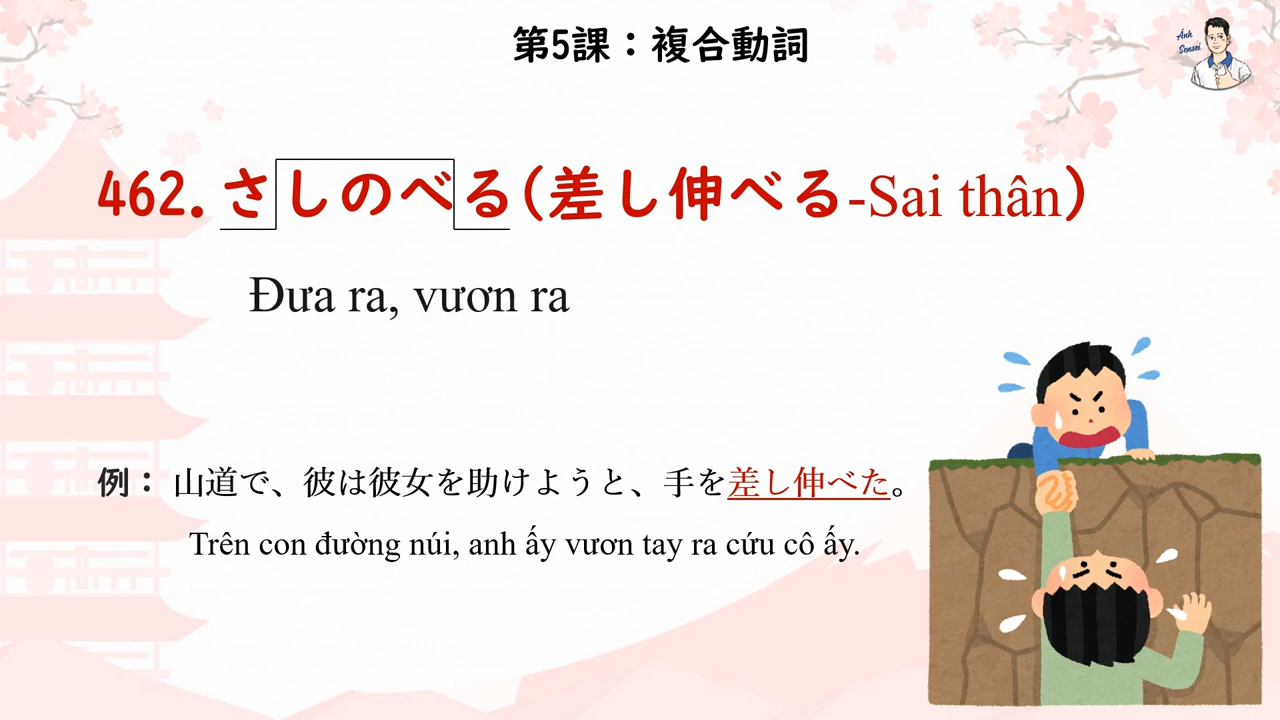 第5課：複合動詞
Ánh
Sensei
462. さしのべる(差し伸べる-Sai thân)
Đưa ra, vươn ra
例： 山道で、彼は彼女を助けようと、手を差し伸べた。
Trên con đường núi, anh ấy vươn tay ra cứu cô ấy.